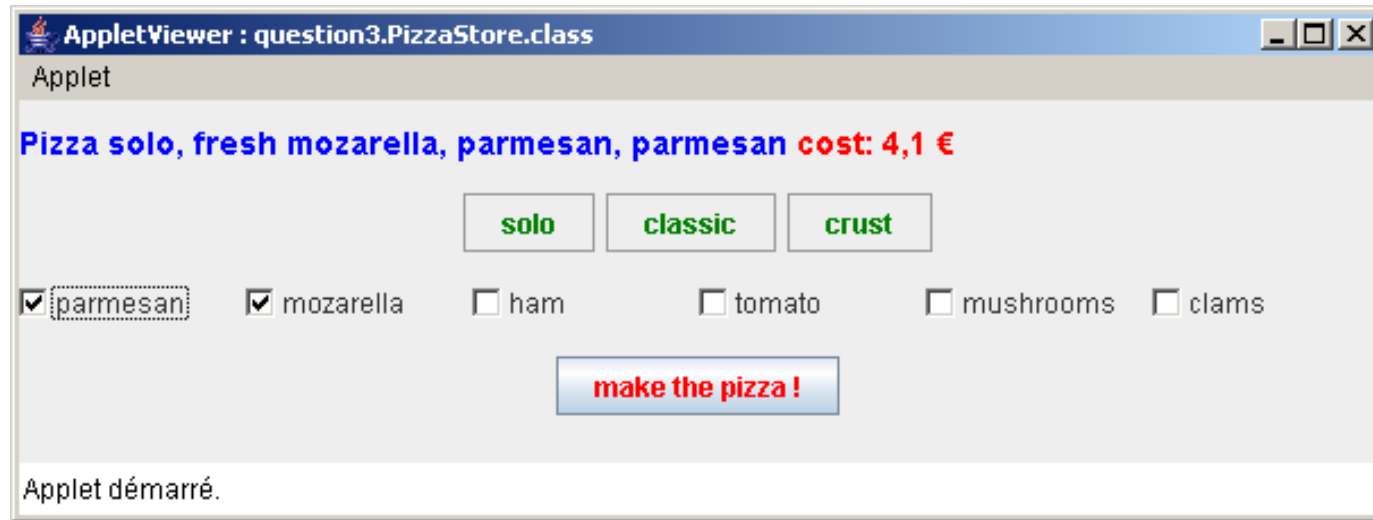 AppletViewer : question3.PizzaStore.class
Applet
Pizza solo, fresh mozarella, parmesan, parmesan cost: 4,1 €
solo classic crust
parmesan mozarella ham tomato mushrooms clams
make the pizza !
Applet démarré.